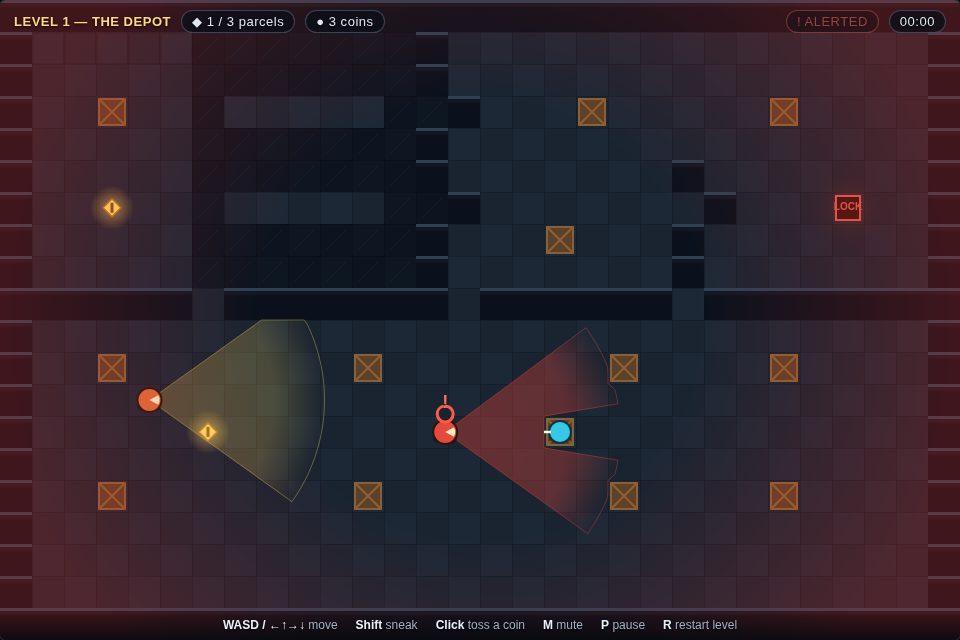 LEVEL 1 — THE DEPOT ◆ 1 / 3 parcels ● 3 coins ! ALERTED 00:00
LOCK
WASD / ←↑→↓ move Shift sneak Click toss a coin M mute P pause R restart level